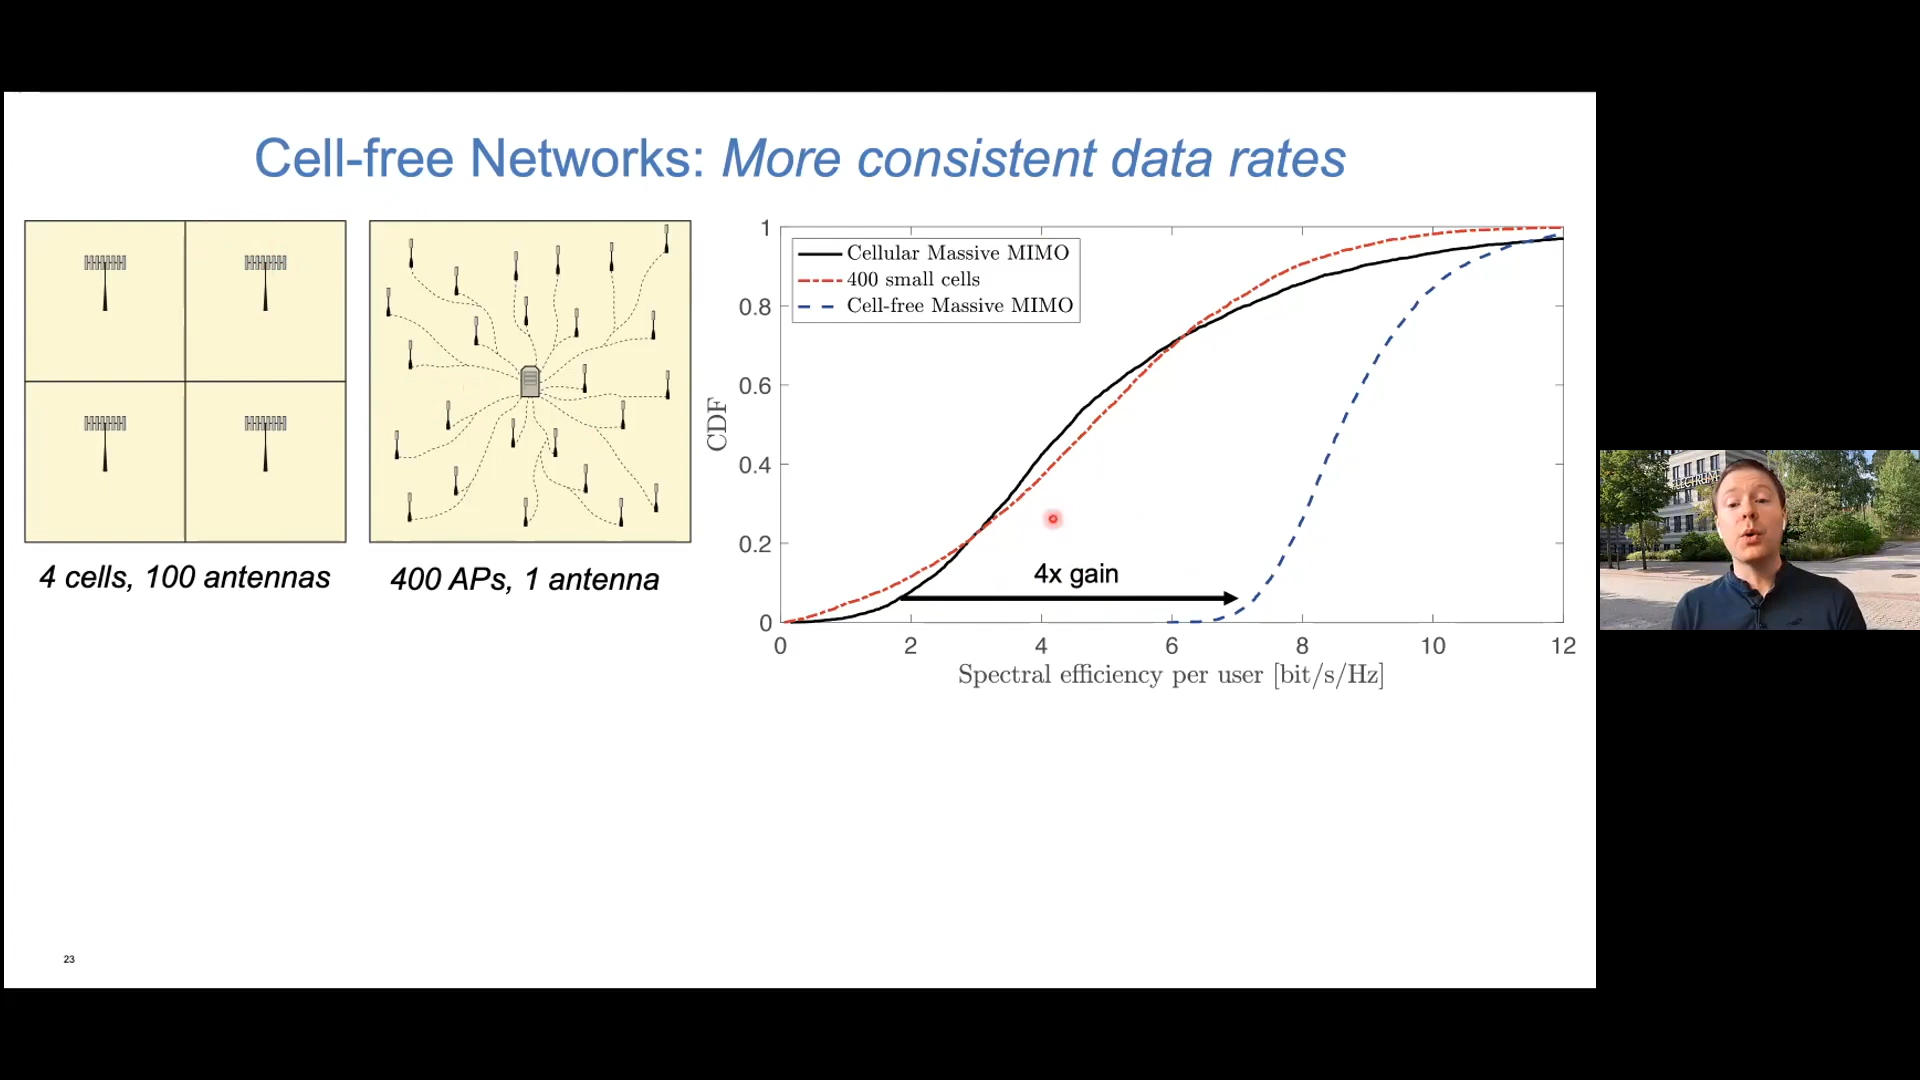 Cell-free Networks: More consistent data rates
4 cells, 100 antennas
400 APs, 1 antenna
Cellular Massive MIMO
400 small cells
Cell-free Massive MIMO
CDF
1
0.8
0.6
0.4
0.2
0
4x gain
0 2 4 6 8 10 12
Spectral efficiency per user [bit/s/Hz]
23
ELECTRUM